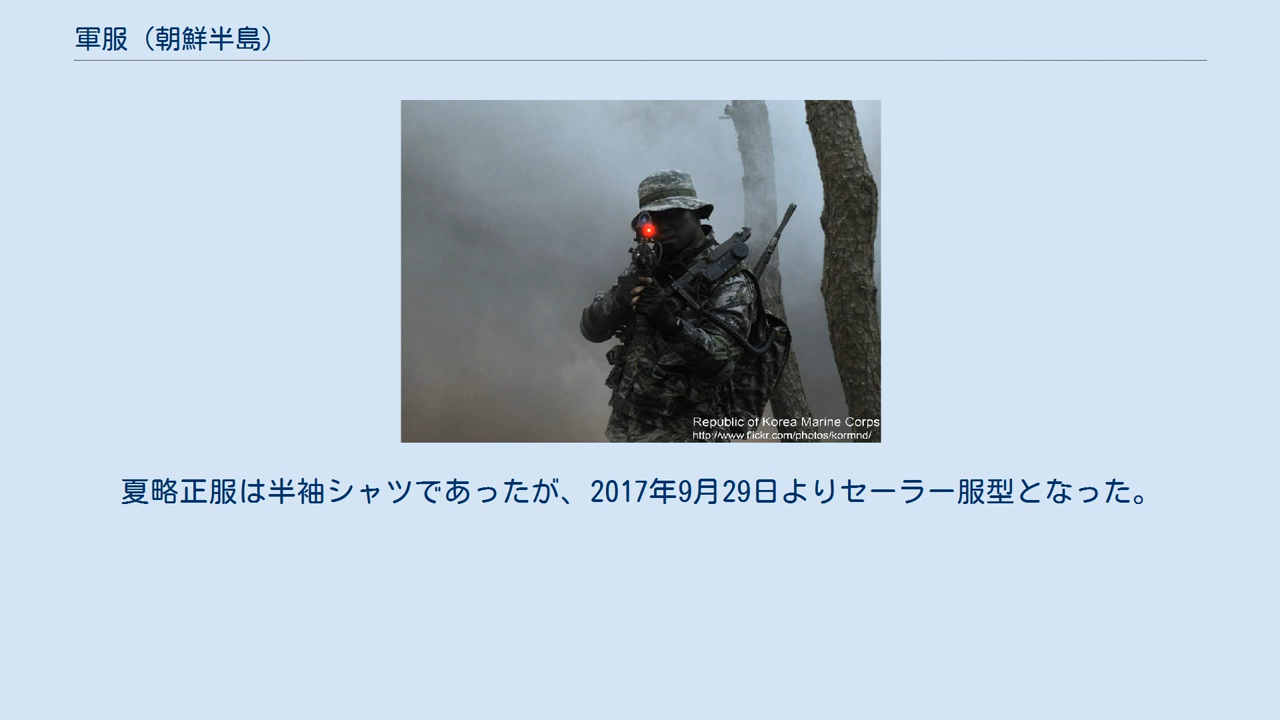 軍服（朝鮮半島）
Republic of Korea Marine Corps
http://www.flickr.com/photos/kormnd/
夏略正服は半袖シャツであったが、2017年9月29日よりセーラー服型となった。